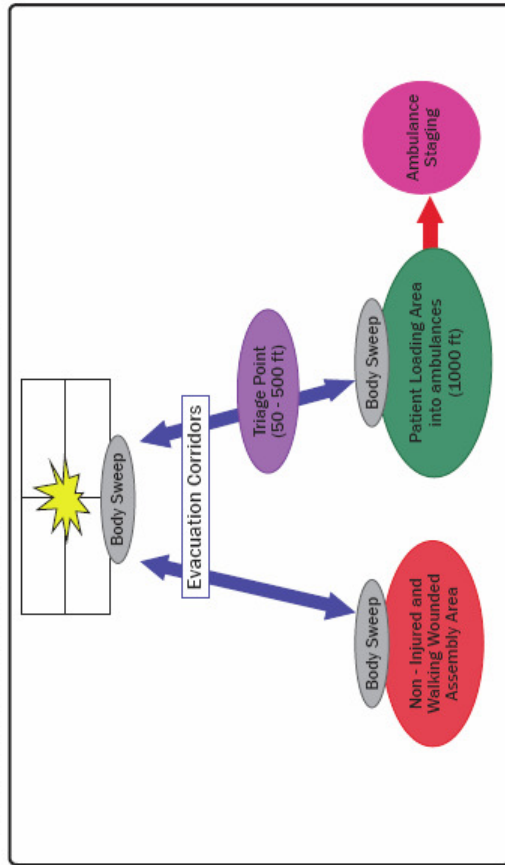 Body Sweep
Evacuation Corridors
Triage Point
(50 - 500 ft)
Body Sweep
Non - Injured and
Walking Wounded
Assembly Area
Body Sweep
Patient Loading Area
into ambulances
(1000 ft)
Ambulance
Staging